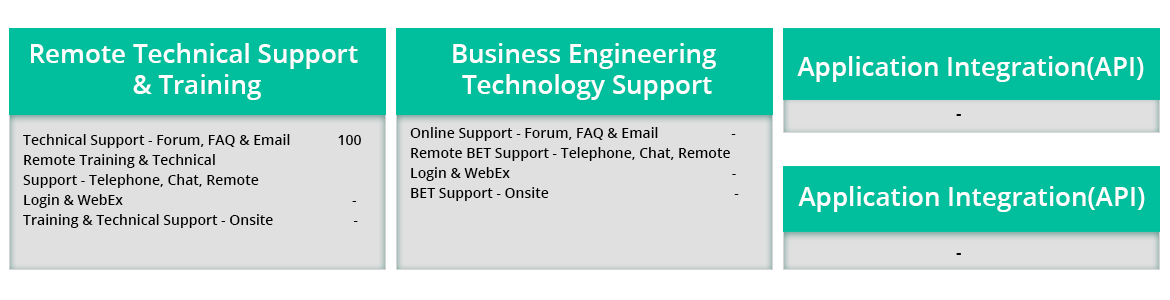 Remote Technical Support
& Training
Technical Support - Forum, FAQ & Email 100
Remote Training & Technical
Support - Telephone, Chat, Remote
Login & WebEx -
Training & Technical Support - Onsite -
Business Engineering
Technology Support
Online Support - Forum, FAQ & Email -
Remote BET Support - Telephone, Chat, Remote
Login & WebEx -
BET Support - Onsite -
Application Integration(API)
-
Application Integration(API)
-